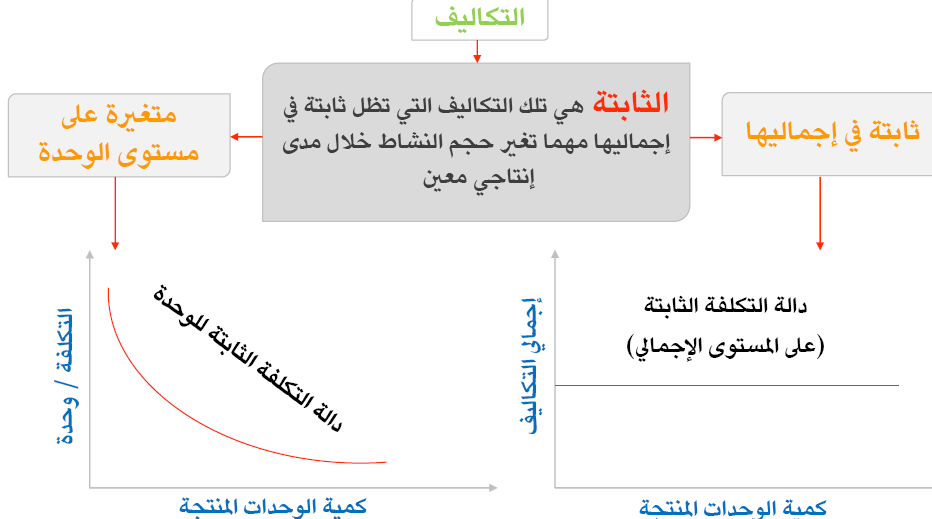 التكاليف
الثابتة هي تلك التكاليف التي تظل ثابتة في
إجماليها مهما تغير حجم النشاط خلال مدى
إنتاجي معين
ثابتة في إجماليها
متغيرة على
مستوى الوحدة
إجمالي التكاليف
دالة التكلفة الثابتة
(على المستوى الإجمالي)
كمية الوحدات المنتجة
التكلفة / وحدة
دالة التكلفة الثابتة للوحدة
كمية الوحدات المنتجة